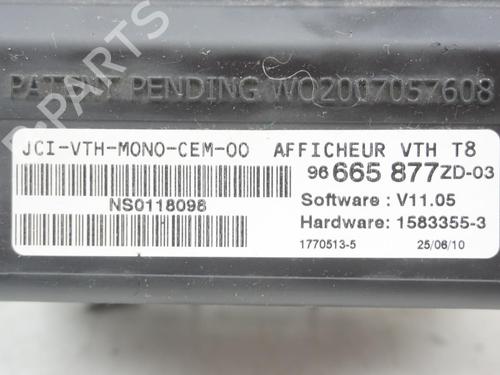 PATENT PENDING WO2007057608
JCI-VTH-MONO-CEM-00 AFFICHEUR VTH T8
96 665 877ZD-03
NS0118098
Software : V11.05
Hardware: 1583355-3
1770513-5 25/06/10
B-PARTS